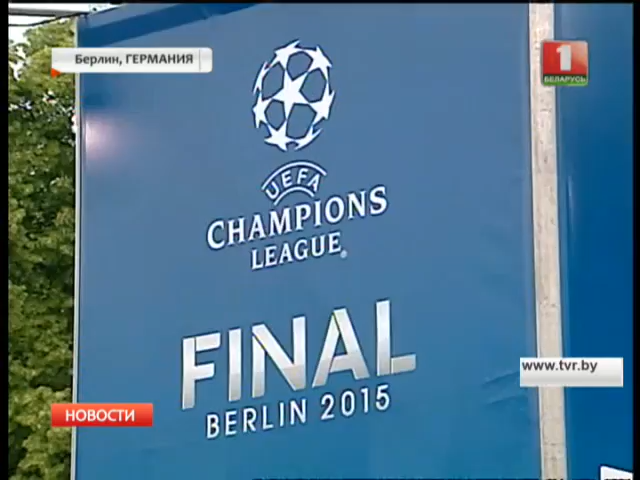 Берлин, ГЕРМАНИЯ
1
БЕЛАРУСЬ
UEFA
CHAMPIONS
LEAGUE®
FINAL
BERLIN 2015
www.tvr.by
НОВОСТИ